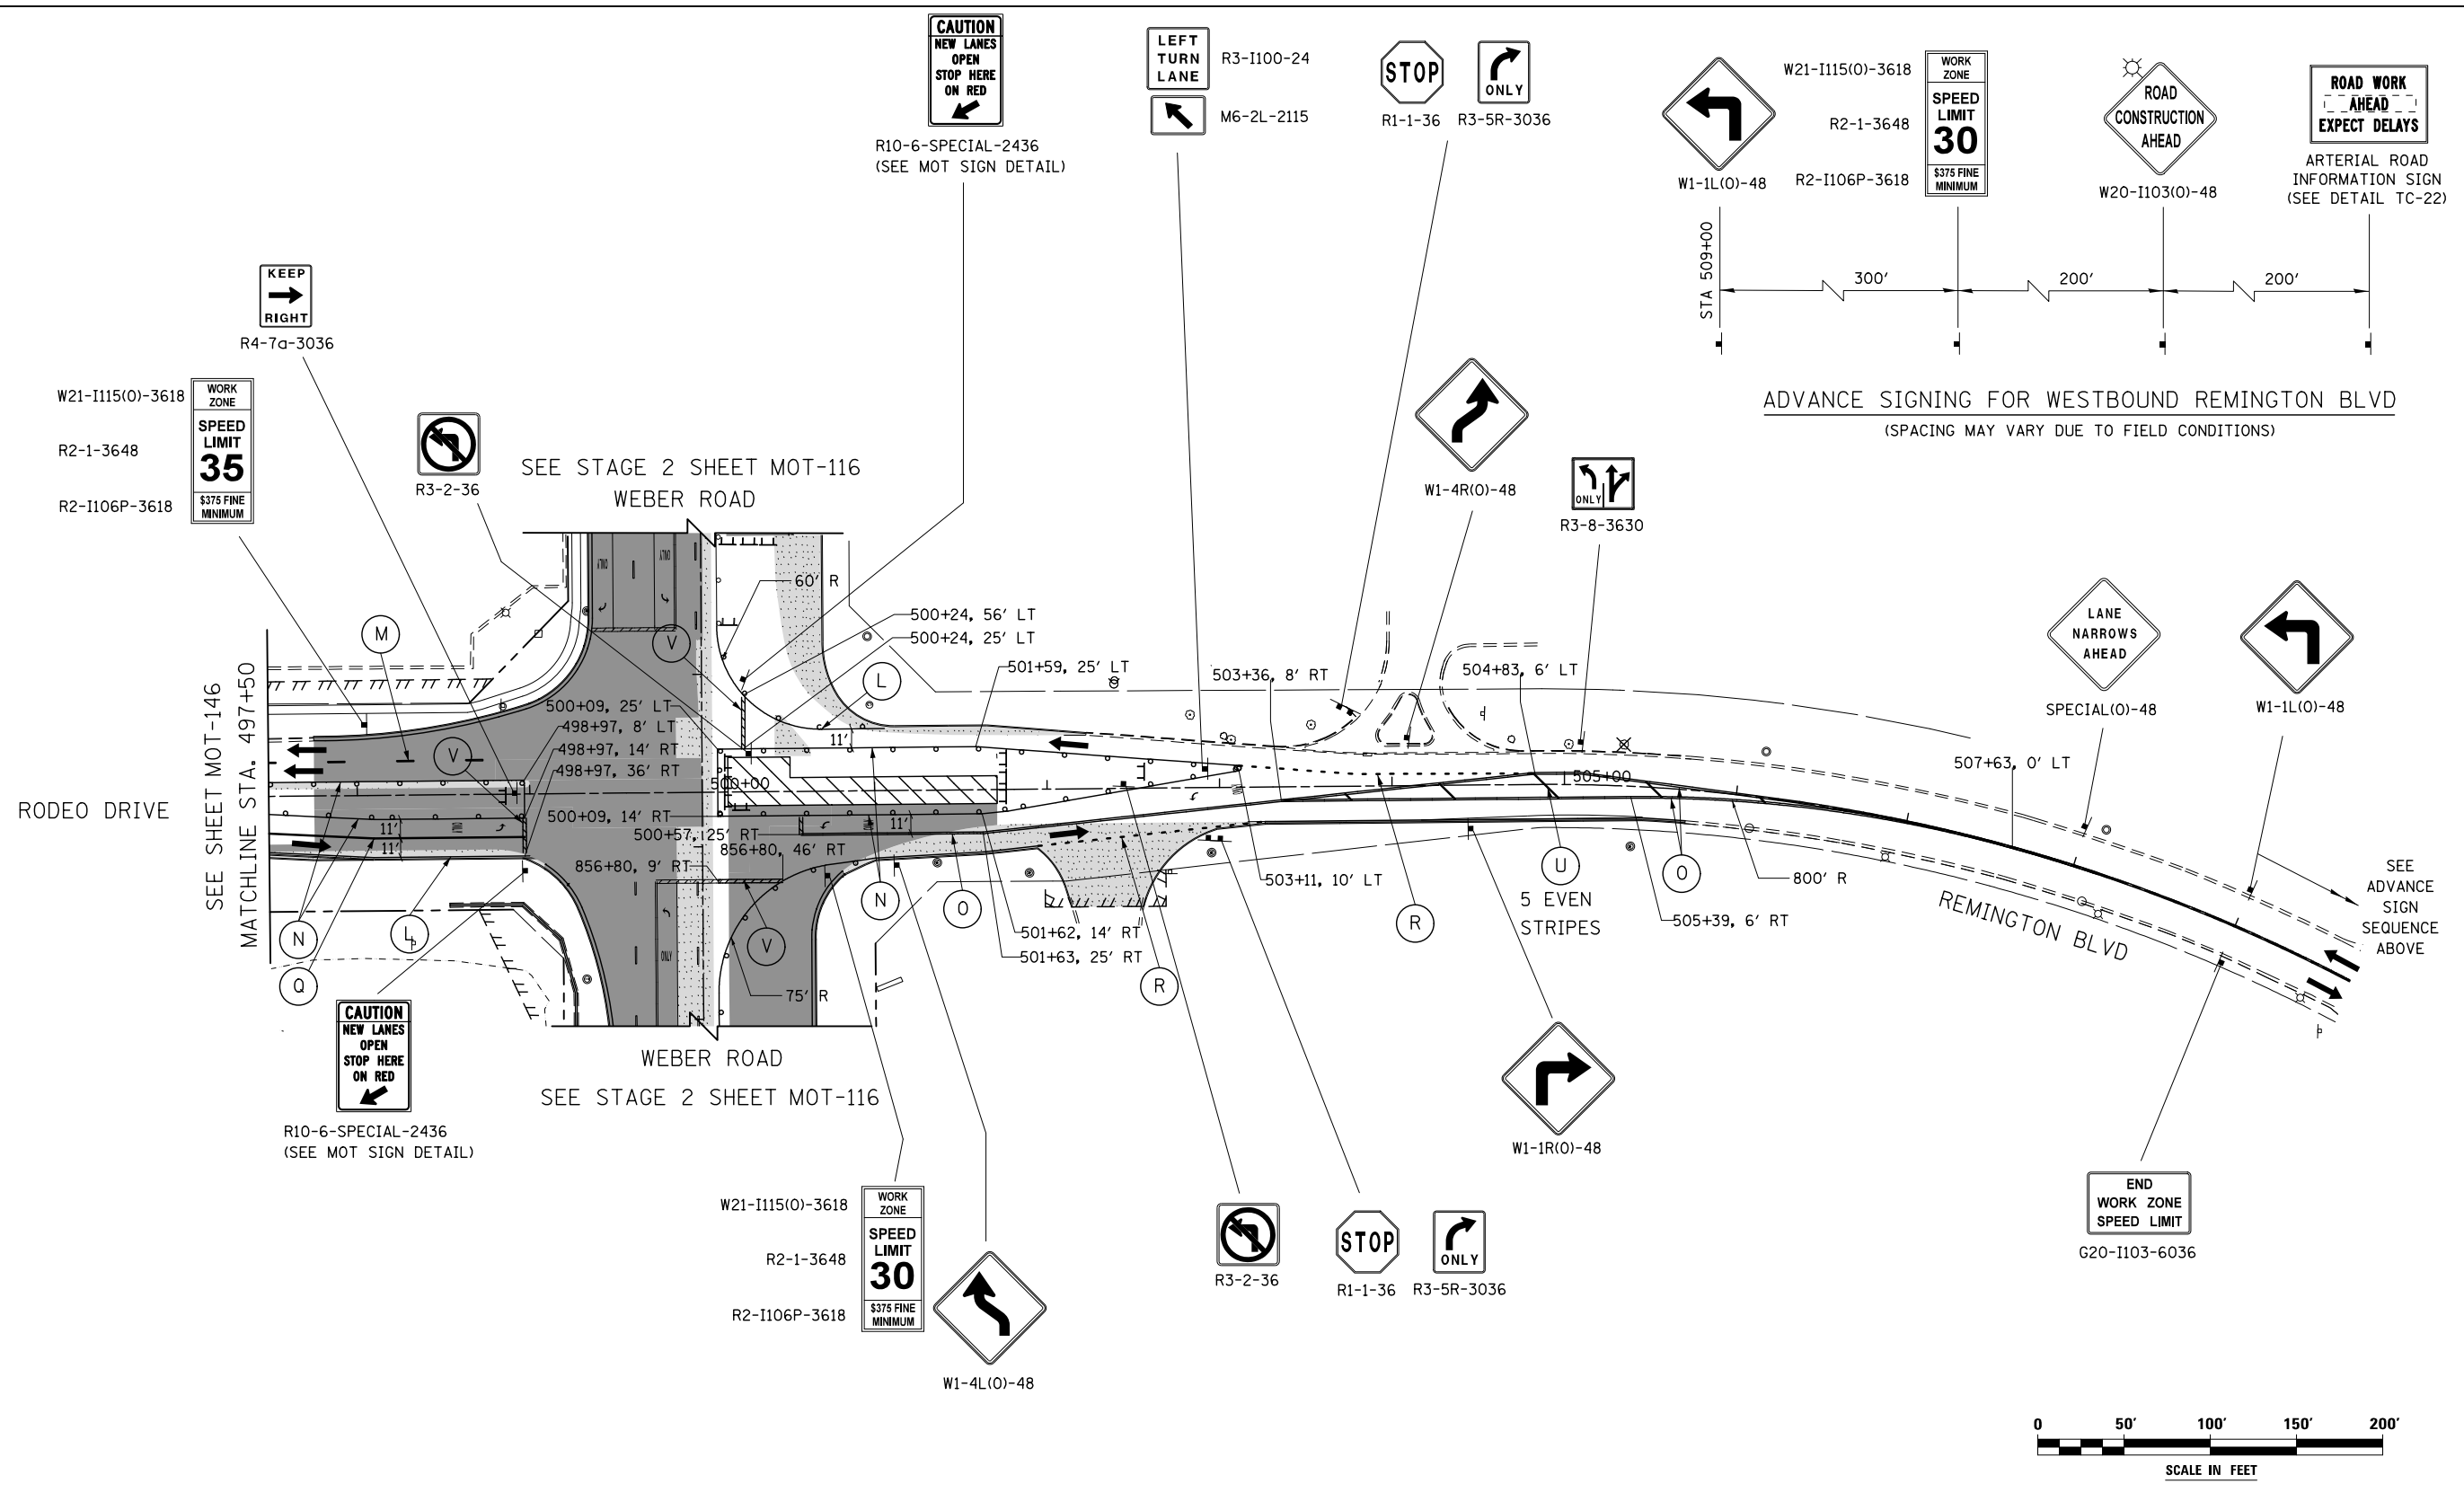 CAUTION
NEW LANES
OPEN
STOP HERE
ON RED
R10-6-SPECIAL-2436
(SEE MOT SIGN DETAIL)
LEFT
TURN
LANE
R3-I100-24
M6-2L-2115
STOP
R1-1-36
ONLY
R3-5R-3036
W1-1L(O)-48
W21-I115(O)-3618
R2-1-3648
R2-I106P-3618
WORK
ZONE
SPEED
LIMIT
30
$375 FINE
MINIMUM
ROAD
CONSTRUCTION
AHEAD
W20-I103(O)-48
ROAD WORK
AHEAD
EXPECT DELAYS
ARTERIAL ROAD
INFORMATION SIGN
(SEE DETAIL TC-22)
STA 509+00
300'
200'
200'
ADVANCE SIGNING FOR WESTBOUND REMINGTON BLVD
(SPACING MAY VARY DUE TO FIELD CONDITIONS)
KEEP
RIGHT
R4-7a-3036
W21-I115(O)-3618
R2-1-3648
R2-I106P-3618
WORK
ZONE
SPEED
LIMIT
35
$375 FINE
MINIMUM
R3-2-36
SEE STAGE 2 SHEET MOT-116
WEBER ROAD
W1-4R(O)-48
ONLY
R3-8-3630
LANE
NARROWS
AHEAD
SPECIAL(O)-48
W1-1L(O)-48
ONLY
ONLY
60' R
500+24, 56' LT
500+24, 25' LT
501+59, 25' LT
503+36, 8' RT
504+83, 6' LT
M
V
L
V
11'
500+09, 25' LT
498+97, 8' LT
498+97, 14' RT
498+97, 36' RT
500+00
505+00
507+63, 0' LT
RODEO DRIVE
SEE SHEET MOT-146
MATCHLINE STA. 497+50
11'
11'
ONLY
500+09, 14' RT
500+57, 25' RT
856+80, 46' RT
856+80, 9' RT
11'
ONLY
N
Q
L
N
O
V
75' R
501+62, 14' RT
501+63, 25' RT
R
503+11, 10' LT
R
U
5 EVEN
STRIPES
O
800' R
505+39, 6' RT
REMINGTON BLVD
SEE
ADVANCE
SIGN
SEQUENCE
ABOVE
CAUTION
NEW LANES
OPEN
STOP HERE
ON RED
R10-6-SPECIAL-2436
(SEE MOT SIGN DETAIL)
ONLY
WEBER ROAD
SEE STAGE 2 SHEET MOT-116
W21-I115(O)-3618
R2-1-3648
R2-I106P-3618
WORK
ZONE
SPEED
LIMIT
30
$375 FINE
MINIMUM
W1-4L(O)-48
R3-2-36
STOP
R1-1-36
ONLY
R3-5R-3036
W1-1R(O)-48
END
WORK ZONE
SPEED LIMIT
G20-I103-6036
0 50' 100' 150' 200'
SCALE IN FEET